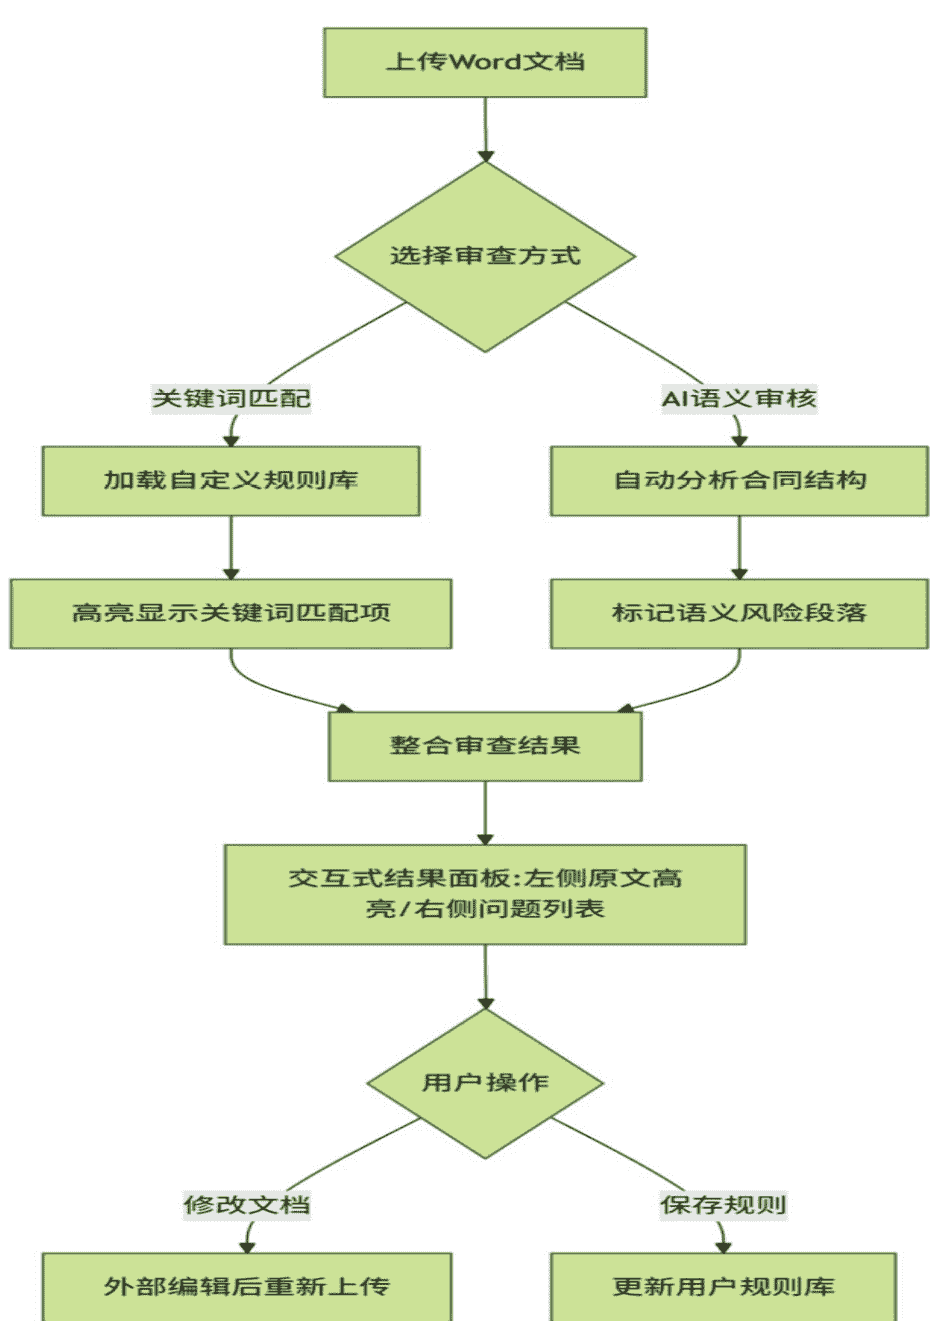 上传Word文档
选择审查方式
关键词匹配
AI语义审核
加载自定义规则库
自动分析合同结构
高亮显示关键词匹配项
标记语义风险段落
整合审查结果
交互式结果面板:左侧原文高
亮/右侧问题列表
用户操作
修改文档
保存规则
外部编辑后重新上传
更新用户规则库